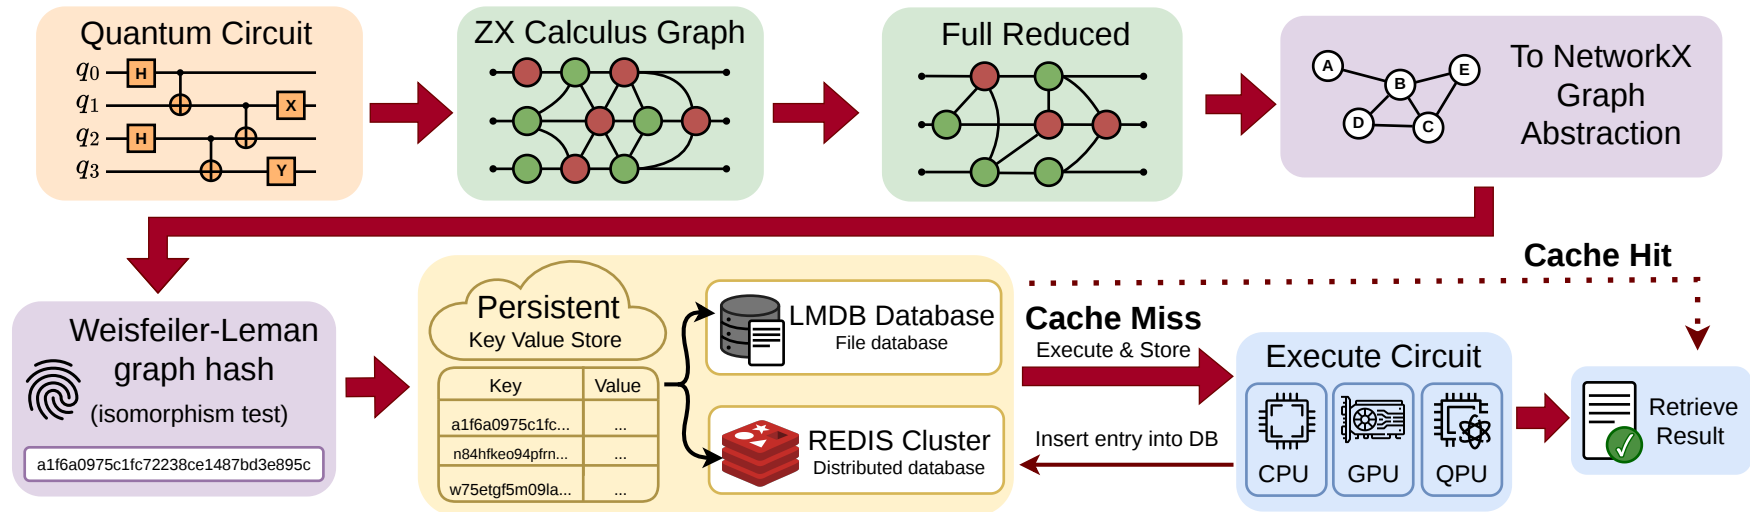 Quantum Circuit
q0
H
q1
X
q2
H
q3
Y
ZX Calculus Graph
Full Reduced
A
B
E
D
C
To NetworkX
Graph
Abstraction
Weisfeiler-Leman
graph hash
(isomorphism test)
a1f6a0975c1fc72238ce1487bd3e895c
Persistent
Key Value Store
Key Value
a1f6a0975c1fc... ...
n84hfkeo94pfrn... ...
w75etgf5m09la... ...
LMDB Database
File database
REDIS Cluster
Distributed database
Cache Hit
Cache Miss
Execute & Store
Insert entry into DB
Execute Circuit
CPU
GPU
QPU
Retrieve
Result